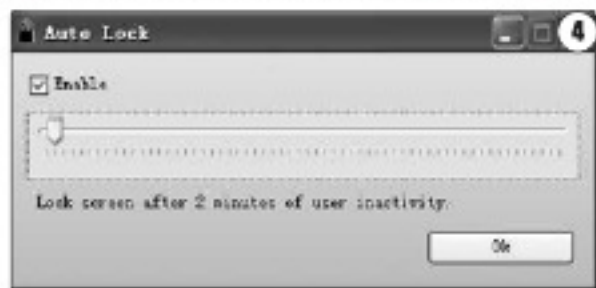 Auto Lock
4
Enable
Lock screen after 2 minutes of user inactivity.
Ok